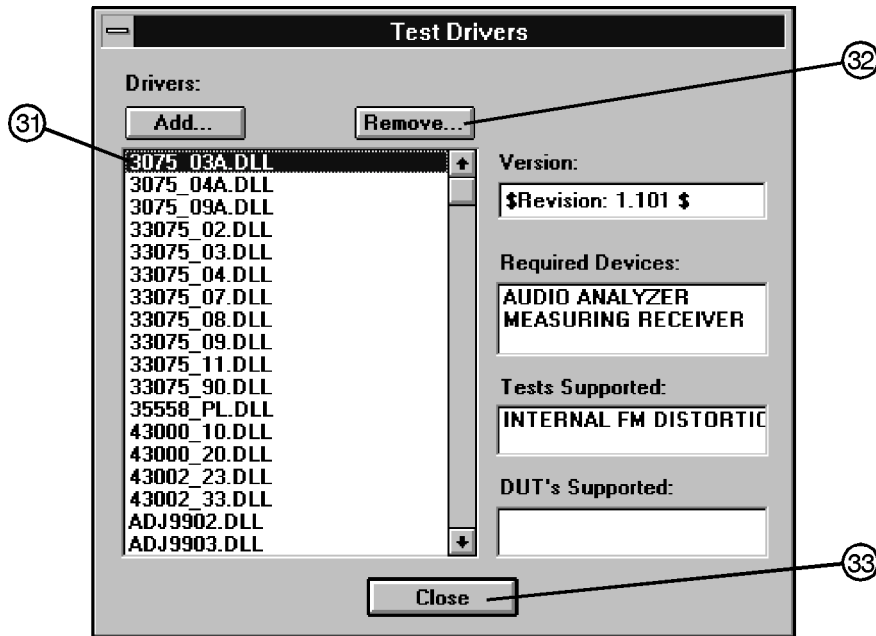 Test Drivers
32
Drivers:
31
Add...
Remove...
3075_03A.DLL
3075_04A.DLL
3075_09A.DLL
33075_02.DLL
33075_03.DLL
33075_04.DLL
33075_07.DLL
33075_08.DLL
33075_09.DLL
33075_11.DLL
33075_90.DLL
35558_PL.DLL
43000_10.DLL
43000_20.DLL
43002_23.DLL
43002_33.DLL
ADJ9902.DLL
ADJ9903.DLL
Version:
$Revision: 1.101 $
Required Devices:
AUDIO ANALYZER
MEASURING RECEIVER
Tests Supported:
INTERNAL FM DISTORTIO
DUT's Supported:
33
Close